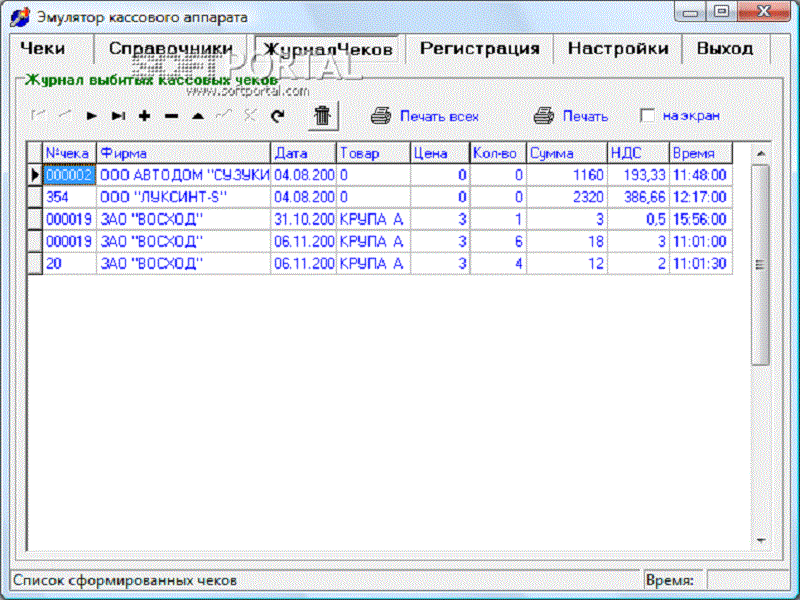 Эмулятор кассового аппарата
Чеки Справочники ЖурналЧеков Регистрация Настройки Выход
SOFTPORTAL
Журнал выбитых кассовых чеков
www.softportal.com
Печать всех Печать на экран
№чека Фирма Дата Товар Цена Кол-во Сумма НДС Время
000002 ООО АВТОДОМ "СУЗУКИ 04.08.200 0 0 0 1160 193,33 11:48:00
354 ООО "ЛУКСИНТ-S" 04.08.200 0 0 0 2320 386,66 12:17:00
000019 ЗАО "ВОСХОД" 31.10.200 КРУПА А 3 1 3 0,5 15:56:00
000019 ЗАО "ВОСХОД" 06.11.200 КРУПА А 3 6 18 3 11:01:00
20 ЗАО "ВОСХОД" 06.11.200 КРУПА А 3 4 12 2 11:01:30
Список сформированных чеков Время: